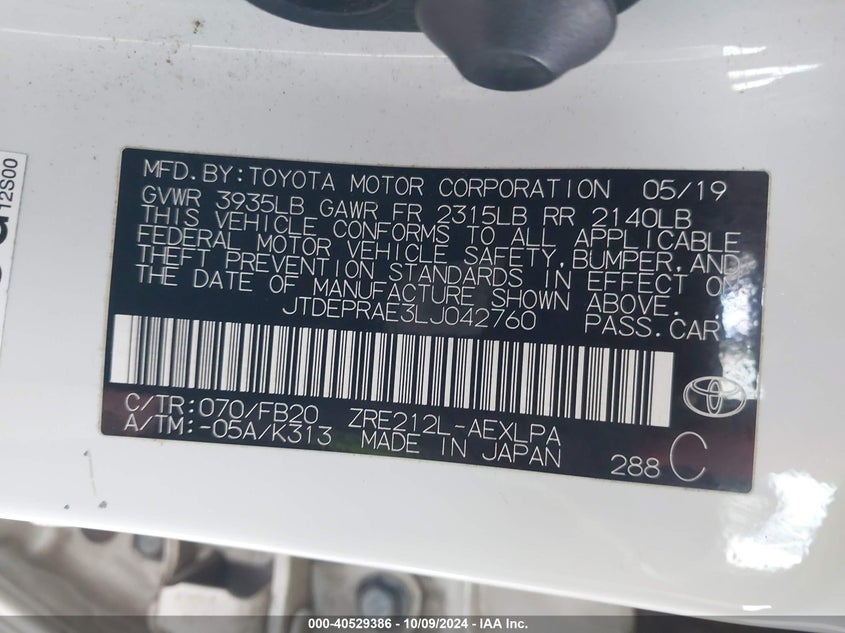 MFD.BY:TOYOTA MOTOR CORPORATION 05/19
GVWR 3935LB GAWR FR 2315LB RR 2140LB
THIS VEHICLE CONFORMS TO ALL APPLICABLE
FEDERAL MOTOR VEHICLE SAFETY,BUMPER,AND
THEFT PREVENTION STANDARDS IN EFFECT ON
THE DATE OF MANUFACTURE SHOWN ABOVE.
JTDEPRAE3LJ042760 PASS.CAR
C/TR:070/FB20 ZRE212L-AEXLPA
A/TM:-05A/K313 MADE IN JAPAN
288 C
12S00
000-40529386 - 10/09/2024 - IAAI.COM